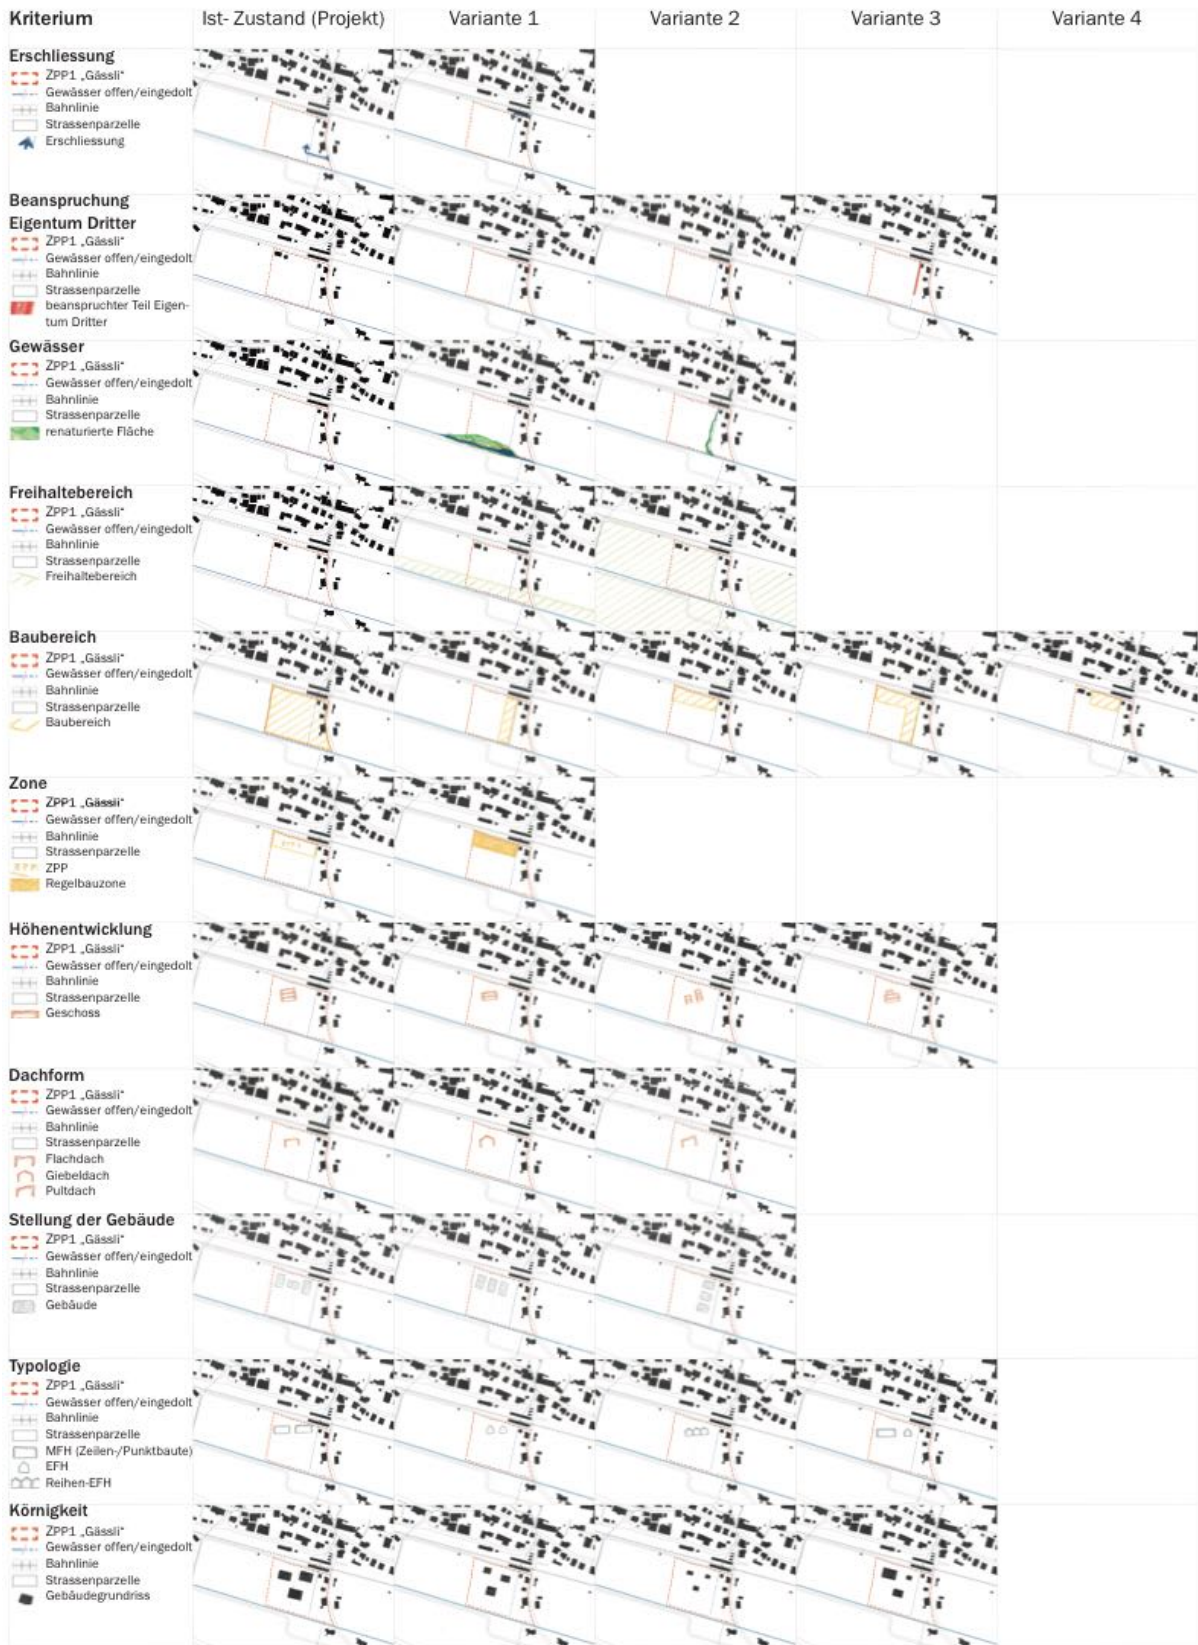 Kriterium
Ist- Zustand (Projekt)
Variante 1
Variante 2
Variante 3
Variante 4
Erschliessung
ZPP1 „Gässli“
Gewässer offen/eingedolt
Bahnlinie
Strassenparzelle
Erschliessung
Beanspruchung
Eigentum Dritter
ZPP1 „Gässli“
Gewässer offen/eingedolt
Bahnlinie
Strassenparzelle
beanspruchter Teil Eigen-
tum Dritter
Gewässer
ZPP1 „Gässli“
Gewässer offen/eingedolt
Bahnlinie
Strassenparzelle
renaturierte Fläche
Freihaltebereich
ZPP1 „Gässli“
Gewässer offen/eingedolt
Bahnlinie
Strassenparzelle
Freihaltebereich
Baubereich
ZPP1 „Gässli“
Gewässer offen/eingedolt
Bahnlinie
Strassenparzelle
Baubereich
Zone
ZPP1 „Gässli“
Gewässer offen/eingedolt
Bahnlinie
Strassenparzelle
ZPP
Regelbauzone
Höhenentwicklung
ZPP1 „Gässli“
Gewässer offen/eingedolt
Bahnlinie
Strassenparzelle
Geschoss
Dachform
ZPP1 „Gässli“
Gewässer offen/eingedolt
Bahnlinie
Strassenparzelle
Flachdach
Giebeldach
Pultdach
Stellung der Gebäude
ZPP1 „Gässli“
Gewässer offen/eingedolt
Bahnlinie
Strassenparzelle
Gebäude
Typologie
ZPP1 „Gässli“
Gewässer offen/eingedolt
Bahnlinie
Strassenparzelle
MFH (Zeilen-/Punktbaute)
EFH
Reihen-EFH
Körnigkeit
ZPP1 „Gässli“
Gewässer offen/eingedolt
Bahnlinie
Strassenparzelle
Gebäudegrundriss